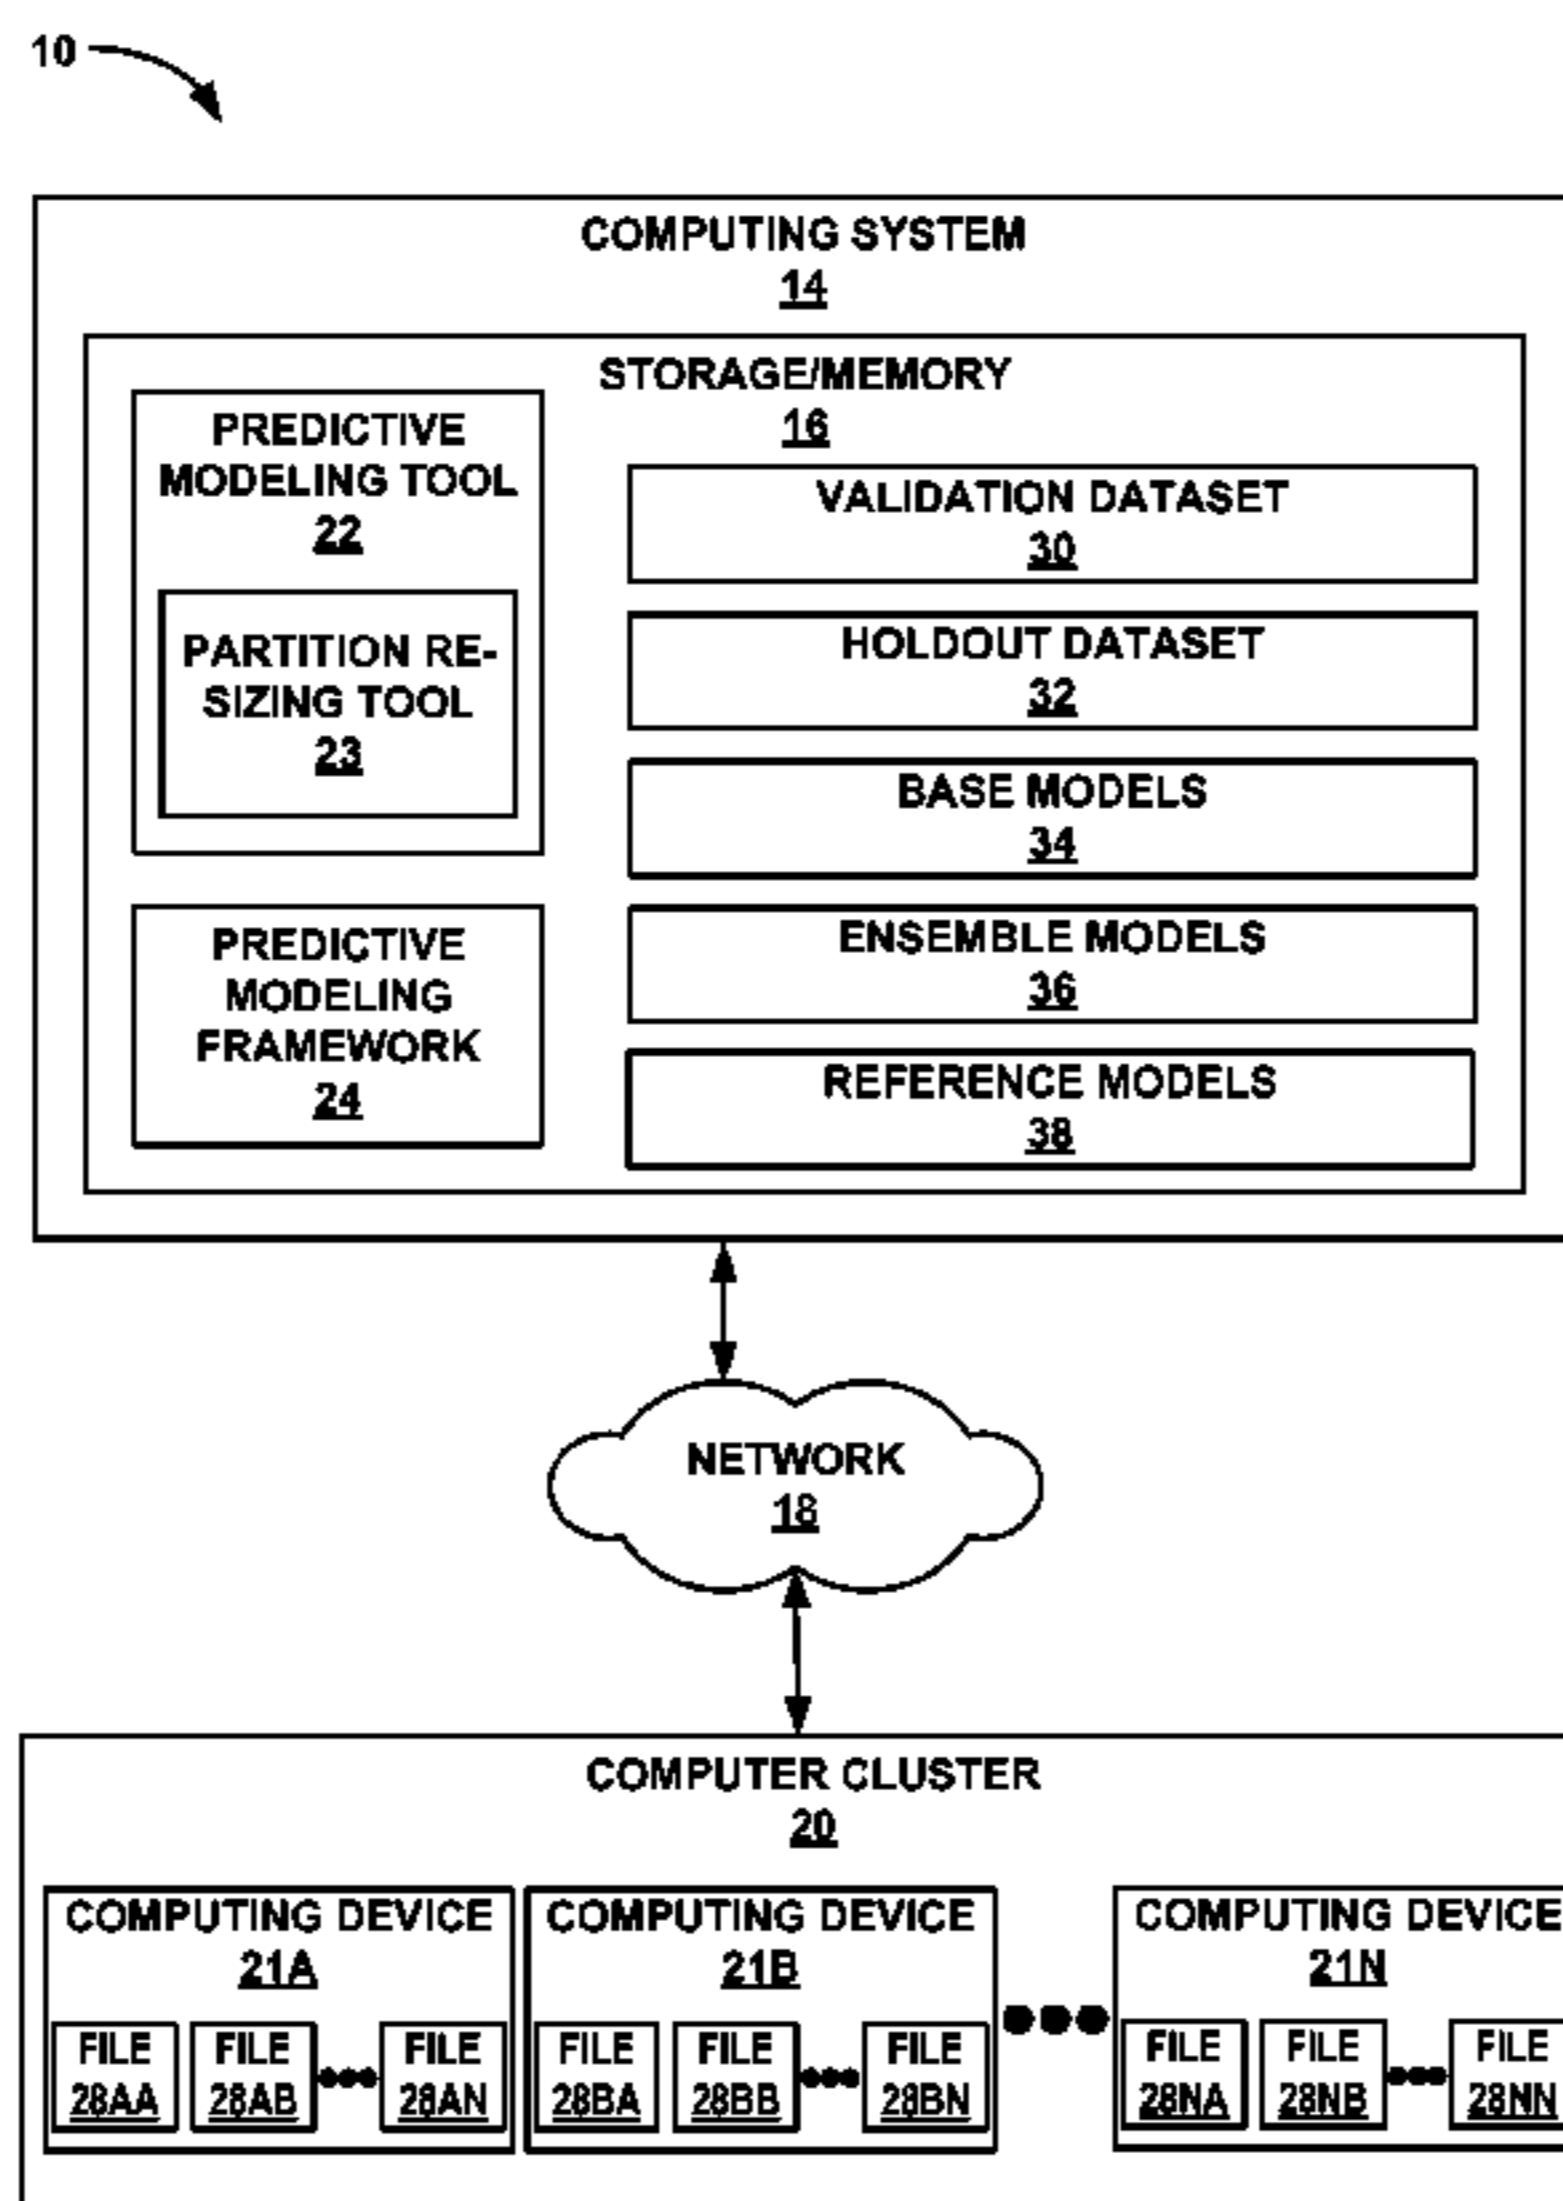 10
COMPUTING SYSTEM
14
STORAGE/MEMORY
16
PREDICTIVE
MODELING TOOL
22
PARTITION RE-
SIZING TOOL
23
PREDICTIVE
MODELING
FRAMEWORK
24
VALIDATION DATASET
30
HOLDOUT DATASET
32
BASE MODELS
34
ENSEMBLE MODELS
36
REFERENCE MODELS
38
NETWORK
18
COMPUTER CLUSTER
20
COMPUTING DEVICE
21A
FILE
28AA
FILE
28AB
FILE
28AN
COMPUTING DEVICE
21B
FILE
28BA
FILE
28BB
FILE
28BN
COMPUTING DEVICE
21N
FILE
28NA
FILE
28NB
FILE
28NN